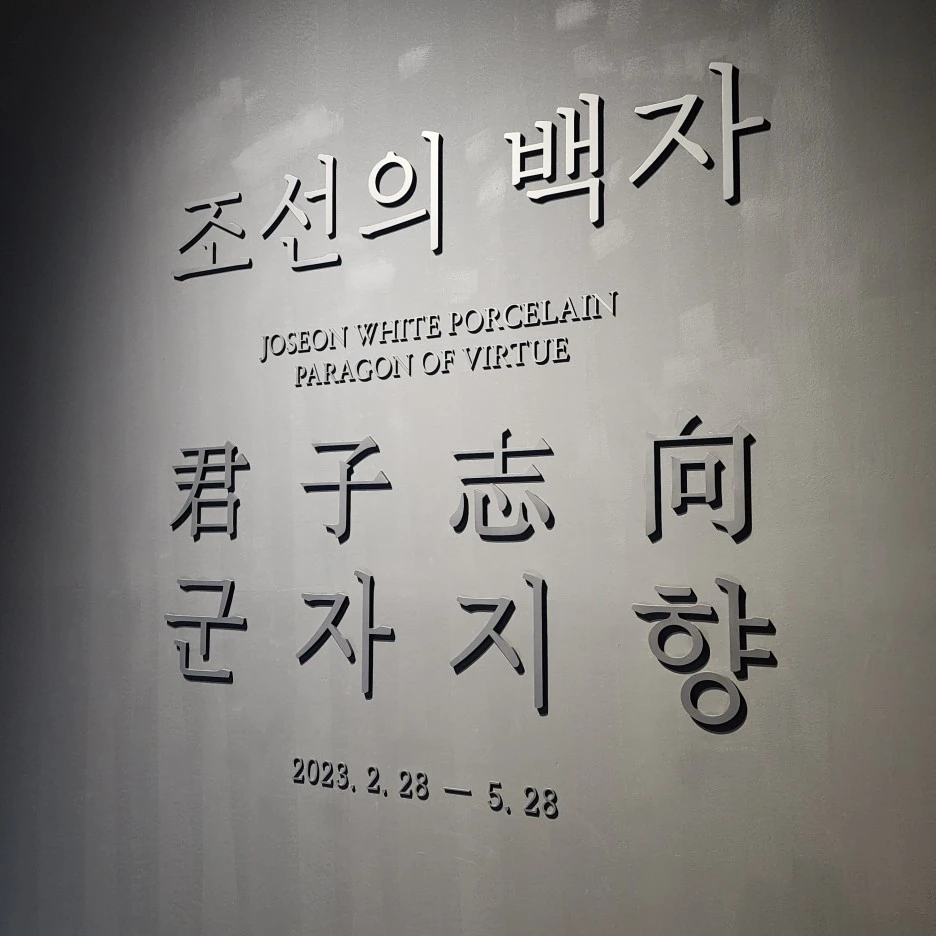 조선의 백자
JOSEON WHITE PORCELAIN
PARAGON OF VIRTUE
君子志向
군자지향
2023. 2. 28 — 5. 28